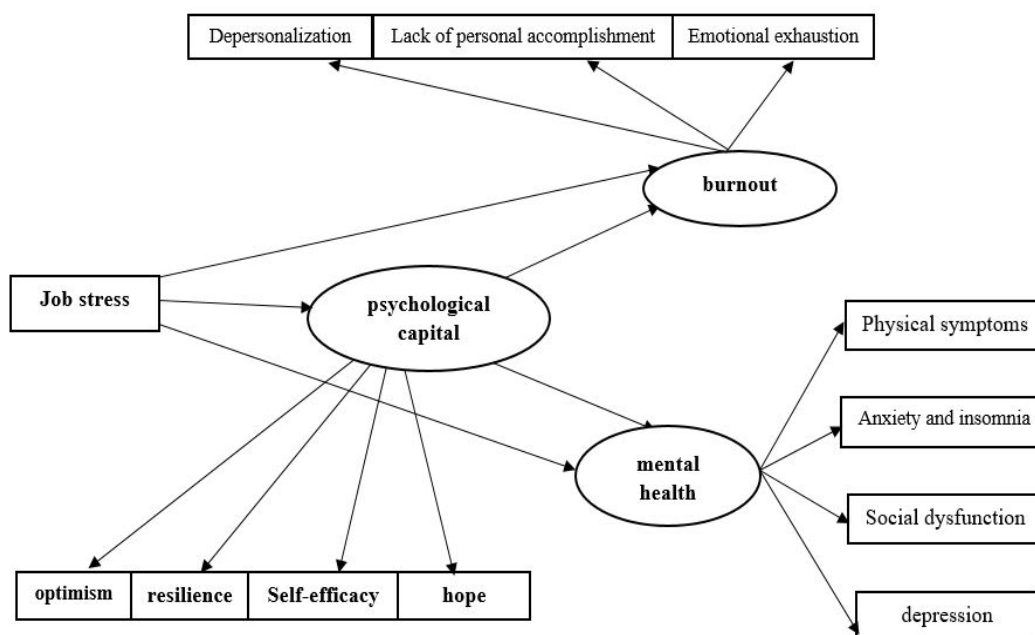 Depersonalization
Lack of personal accomplishment
Emotional exhaustion
burnout
Job stress
psychological
capital
Physical symptoms
Anxiety and insomnia
mental
health
Social dysfunction
optimism
resilience
Self-efficacy
hope
depression